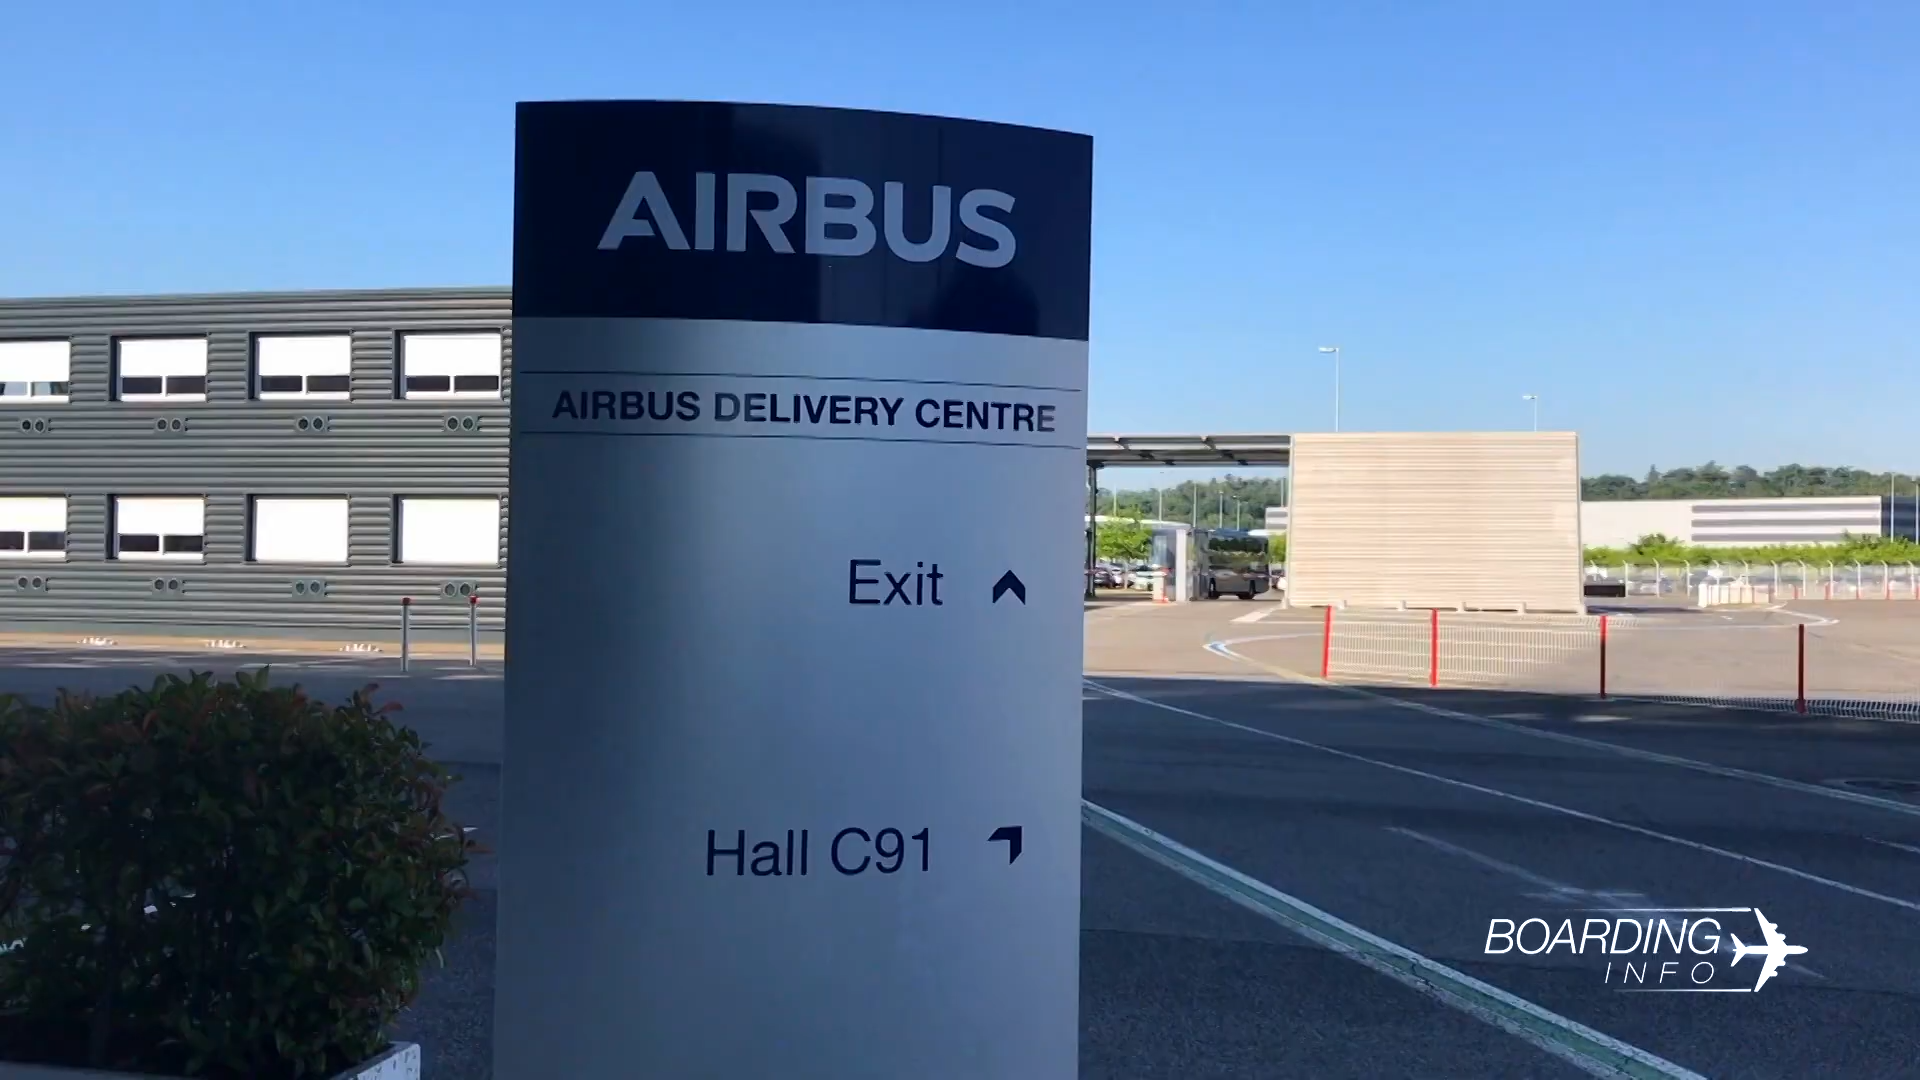 AIRBUS
AIRBUS DELIVERY CENTRE
Exit
Hall C91
BOARDING
INFO